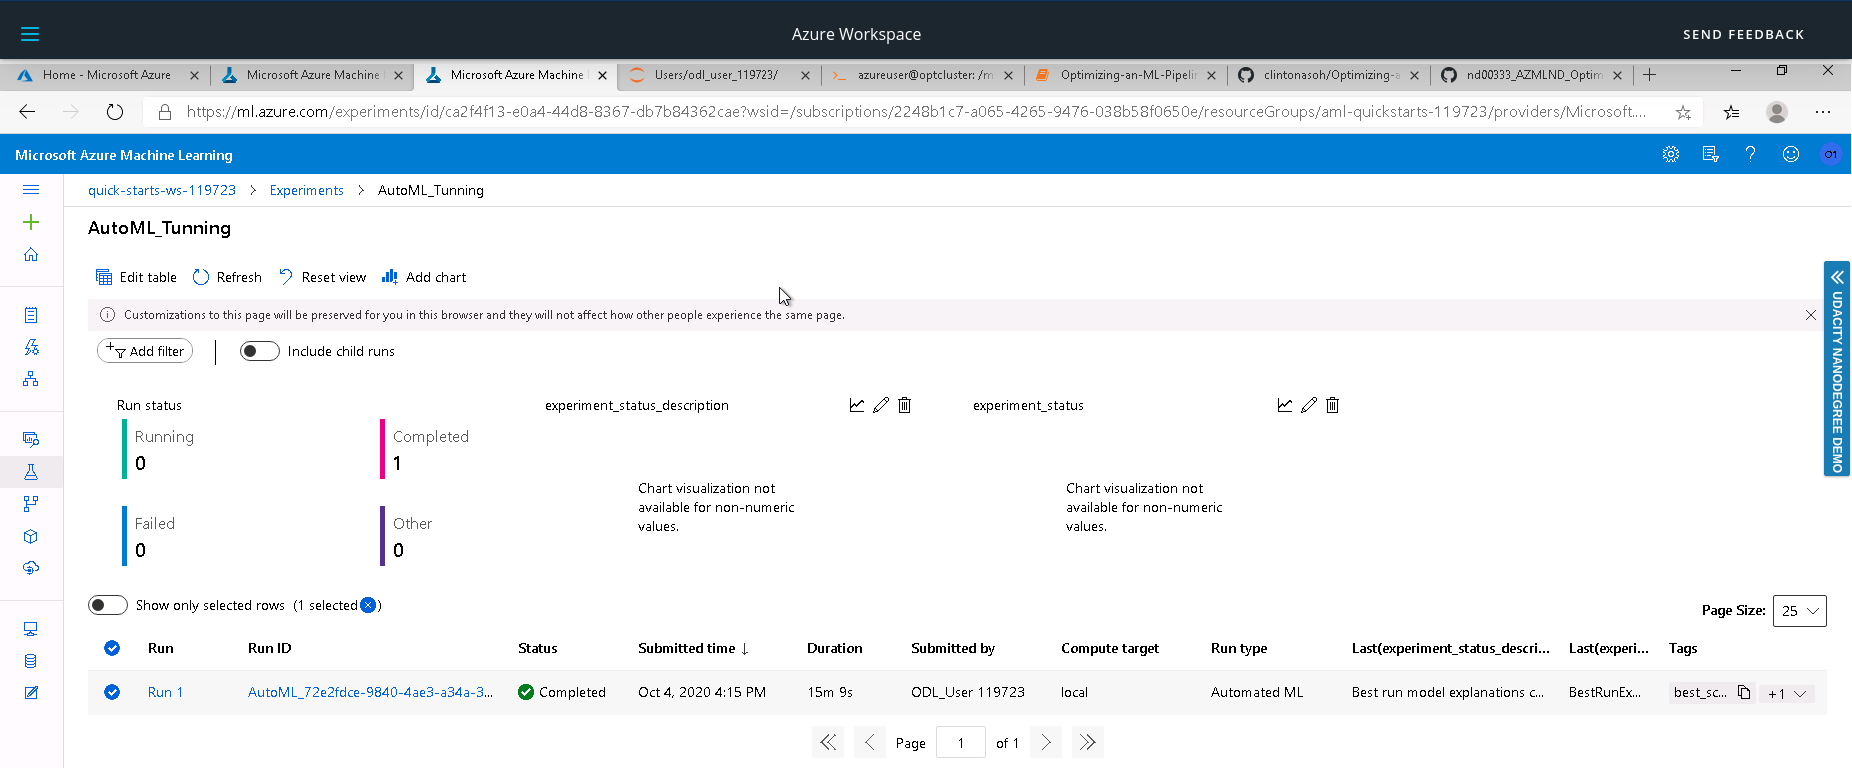 Azure Workspace
SEND FEEDBACK
Home - Microsoft Azure
Microsoft Azure Machine
Microsoft Azure Machine
Users/odl_user_119723/
azureuser@optcluster: /m
Optimizing-an-ML-Pipelin
clintonasoh/Optimizing-a
nd00333_AZMLND_Optim
https://ml.azure.com/experiments/id/ca2f4f13-e0a4-44d8-8367-db7b84362cae?wsid=/subscriptions/2248b1c7-a065-4265-9476-038b58f0650e/resourceGroups/aml-quickstarts-119723/providers/Microsoft....
Microsoft Azure Machine Learning
O1
quick-starts-ws-119723 > Experiments > AutoML_Tunning
AutoML_Tunning
Edit table Refresh Reset view Add chart
Customizations to this page will be preserved for you in this browser and they will not affect how other people experience the same page.
Add filter
Include child runs
Run status
Running
0
Completed
1
Failed
0
Other
0
experiment_status_description
Chart visualization not
available for non-numeric
values.
experiment_status
Chart visualization not
available for non-numeric
values.
UDACITY NANODEGREE DEMO
Show only selected rows (1 selected)
Page Size: 25
Run Run ID Status Submitted time ↓ Duration Submitted by Compute target Run type Last(experiment_status_descri... Last(experi... Tags
Run 1 AutoML_72e2fdce-9840-4ae3-a34a-3... Completed Oct 4, 2020 4:15 PM 15m 9s ODL_User 119723 local Automated ML Best run model explanations c... BestRunEx... best_sc... +1
Page 1 of 1